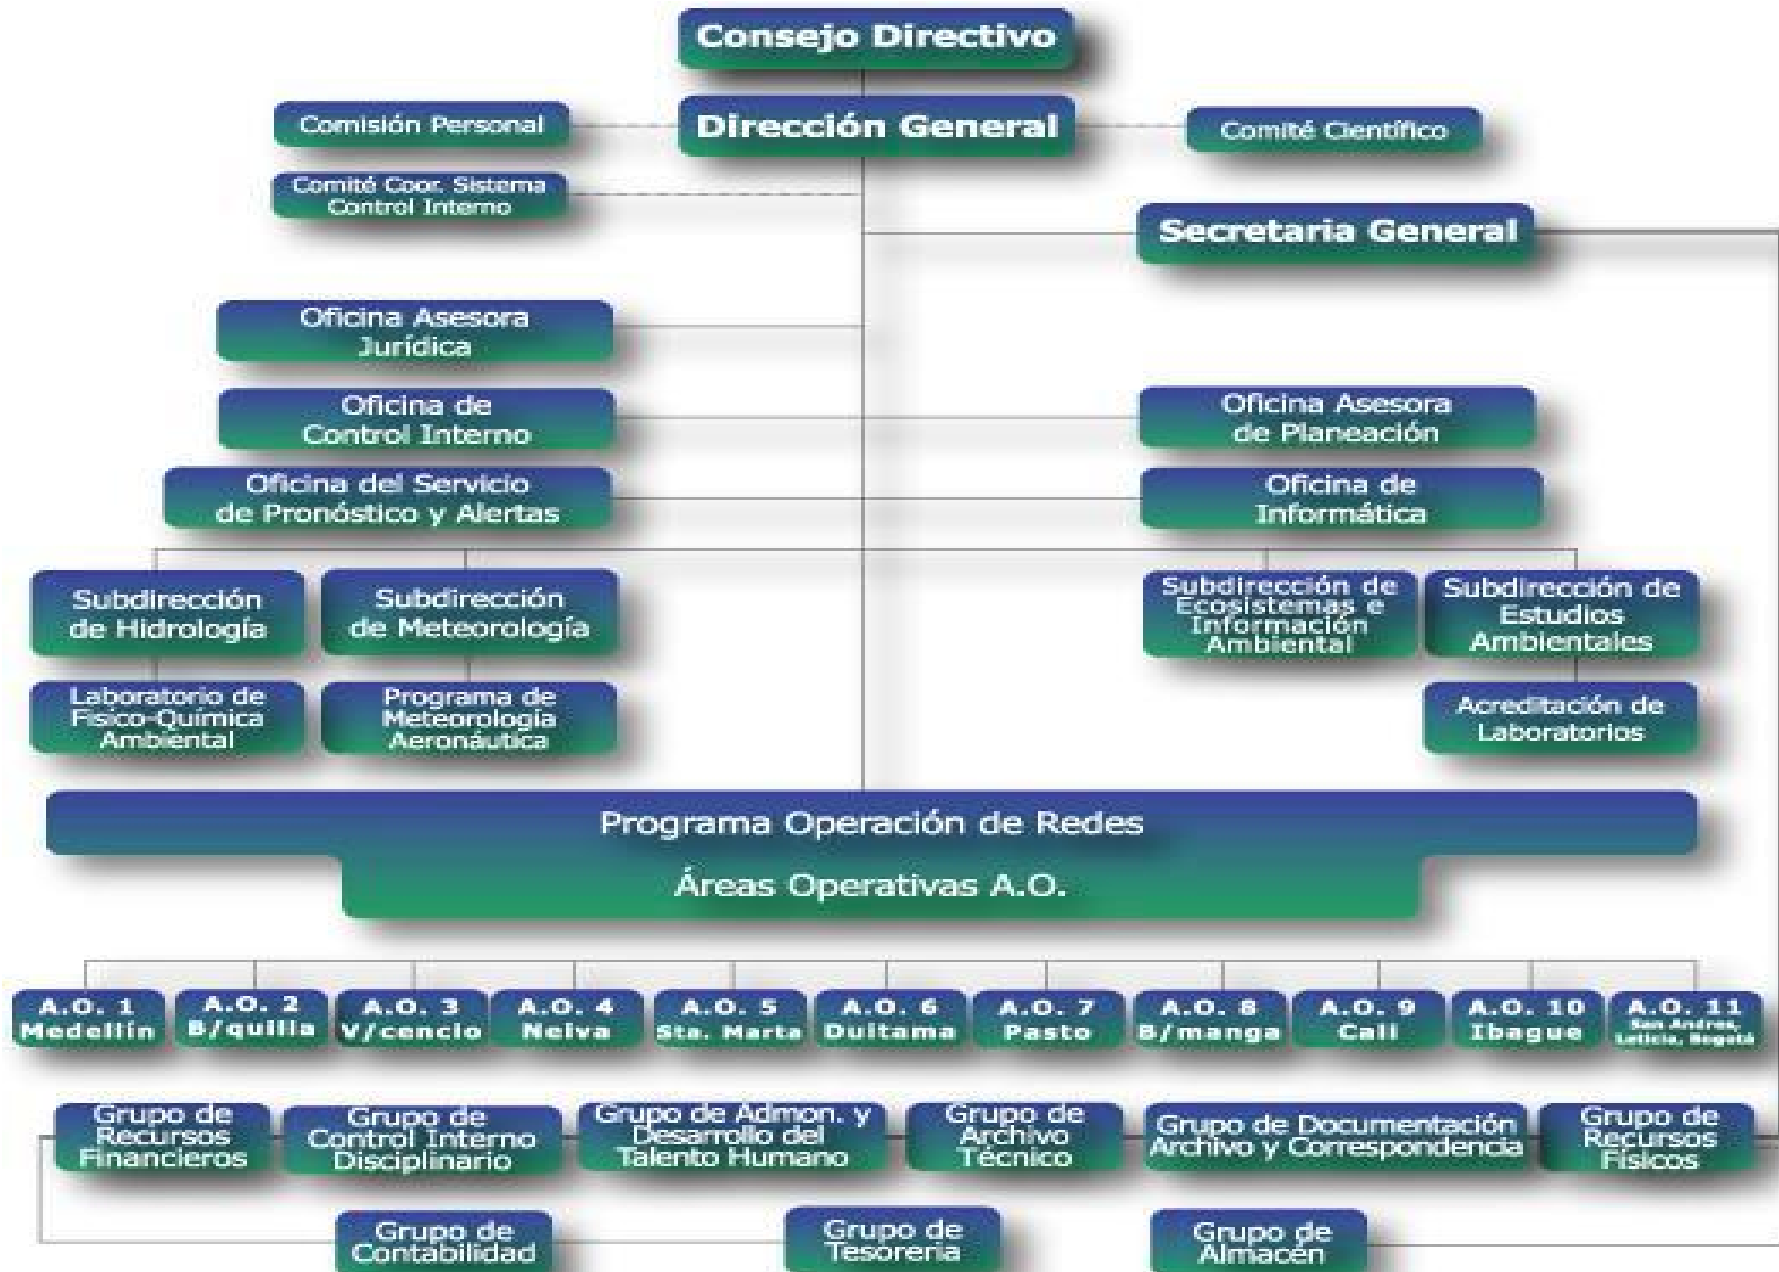 Consejo Directivo
Comisión Personal
Dirección General
Comité Científico
Comité Coor. Sistema
Control Interno
Secretaria General
Oficina Asesora
Jurídica
Oficina de
Control Interno
Oficina Asesora
de Planeación
Oficina del Servicio
de Pronóstico y Alertas
Oficina de
Informática
Subdirección
de Hidrología
Subdirección
de Meteorología
Subdirección de
Ecosistemas e
Información
Ambiental
Subdirección de
Estudios
Ambientales
Laboratorio de
Fisico-Química
Ambiental
Programa de
Meteorología
Aeronáutica
Acreditación de
Laboratorios
Programa Operación de Redes
Áreas Operativas A.O.
A.O. 1
Medellín
A.O. 2
B/quilla
A.O. 3
V/cencio
A.O. 4
Neiva
A.O. 5
Sta. Marta
A.O. 6
Duitama
A.O. 7
Pasto
A.O. 8
B/manga
A.O. 9
Cali
A.O. 10
Ibague
A.O. 11
San Andres,
Leticia, Bogotá
Grupo de
Recursos
Financieros
Grupo de
Control Interno
Disciplinario
Grupo de Admon. y
Desarrollo del
Talento Humano
Grupo de
Archivo
Técnico
Grupo de Documentación
Archivo y Correspondencia
Grupo de
Recursos
Físicos
Grupo de
Contabilidad
Grupo de
Tesoreria
Grupo de
Almacén